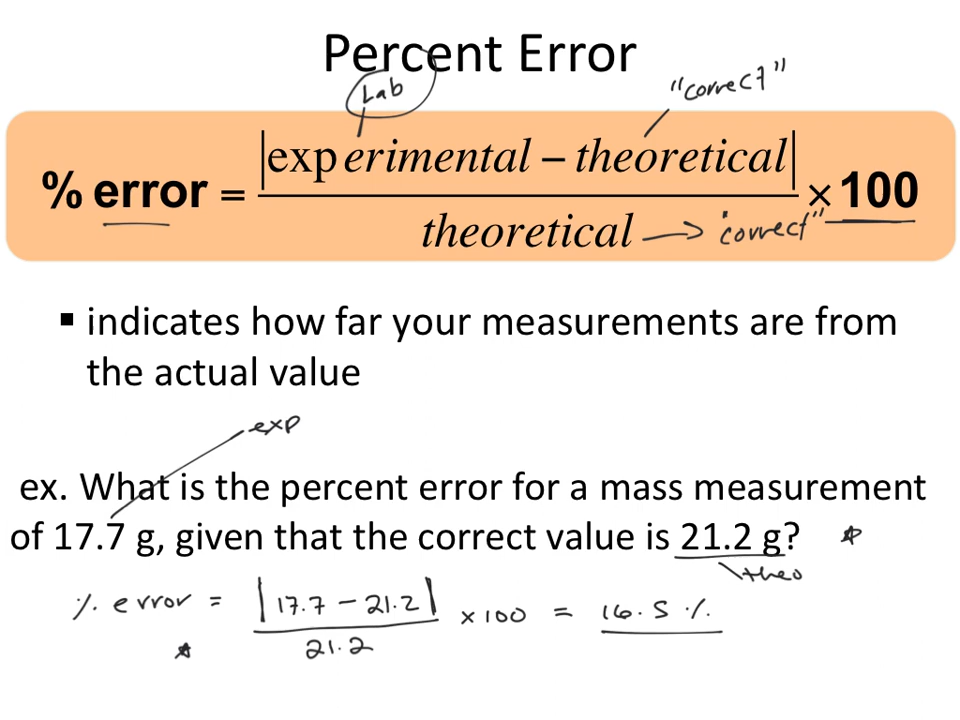 Percent Error
Lab
"correct"
% error = |experimental – theoretical| / theoretical × 100
→ "correct"
▪ indicates how far your measurements are from
the actual value
exp
ex. What is the percent error for a mass measurement
of 17.7 g, given that the correct value is 21.2 g? *
theo
% error = |17.7 - 21.2| / 21.2 x 100 = 16.5 %
*